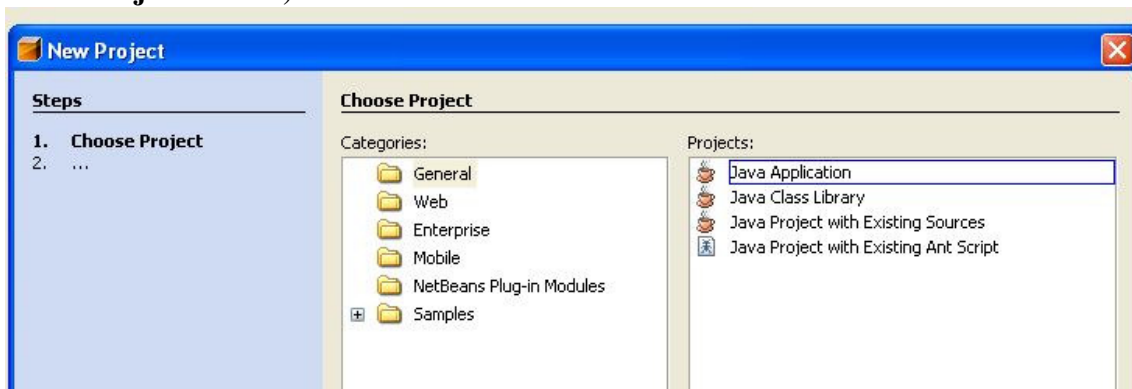 New Project
Steps
1. Choose Project
2. ...
Choose Project
Categories:
General
Web
Enterprise
Mobile
NetBeans Plug-in Modules
Samples
Projects:
Java Application
Java Class Library
Java Project with Existing Sources
Java Project with Existing Ant Script